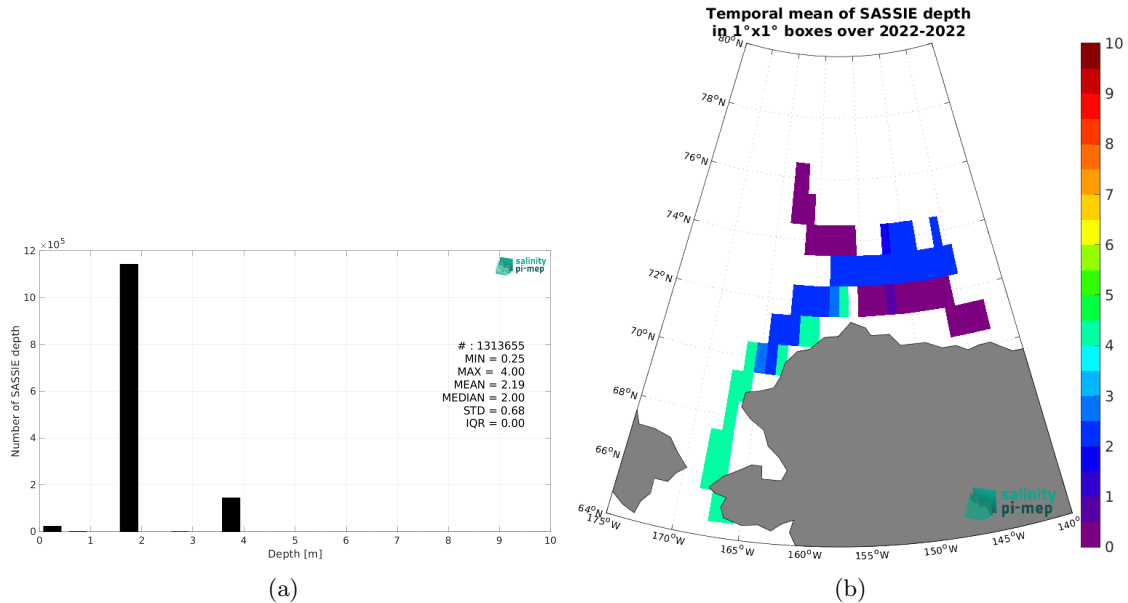 ×10⁵
12
10
8
6
4
2
0
Number of SASSIE depth
salinity
pi-mep
# : 1313655
MIN = 0.25
MAX = 4.00
MEAN = 2.19
MEDIAN = 2.00
STD = 0.68
IQR = 0.00
0 1 2 3 4 5 6 7 8 9 10
Depth [m]
(a)
Temporal mean of SASSIE depth
in 1°x1° boxes over 2022-2022
80°N
78°N
76°N
74°N
72°N
70°N
68°N
66°N
64°N
175°W
170°W
165°W
160°W
155°W
150°W
145°W
140°
salinity
pi-mep
10
9
8
7
6
5
4
3
2
1
0
(b)